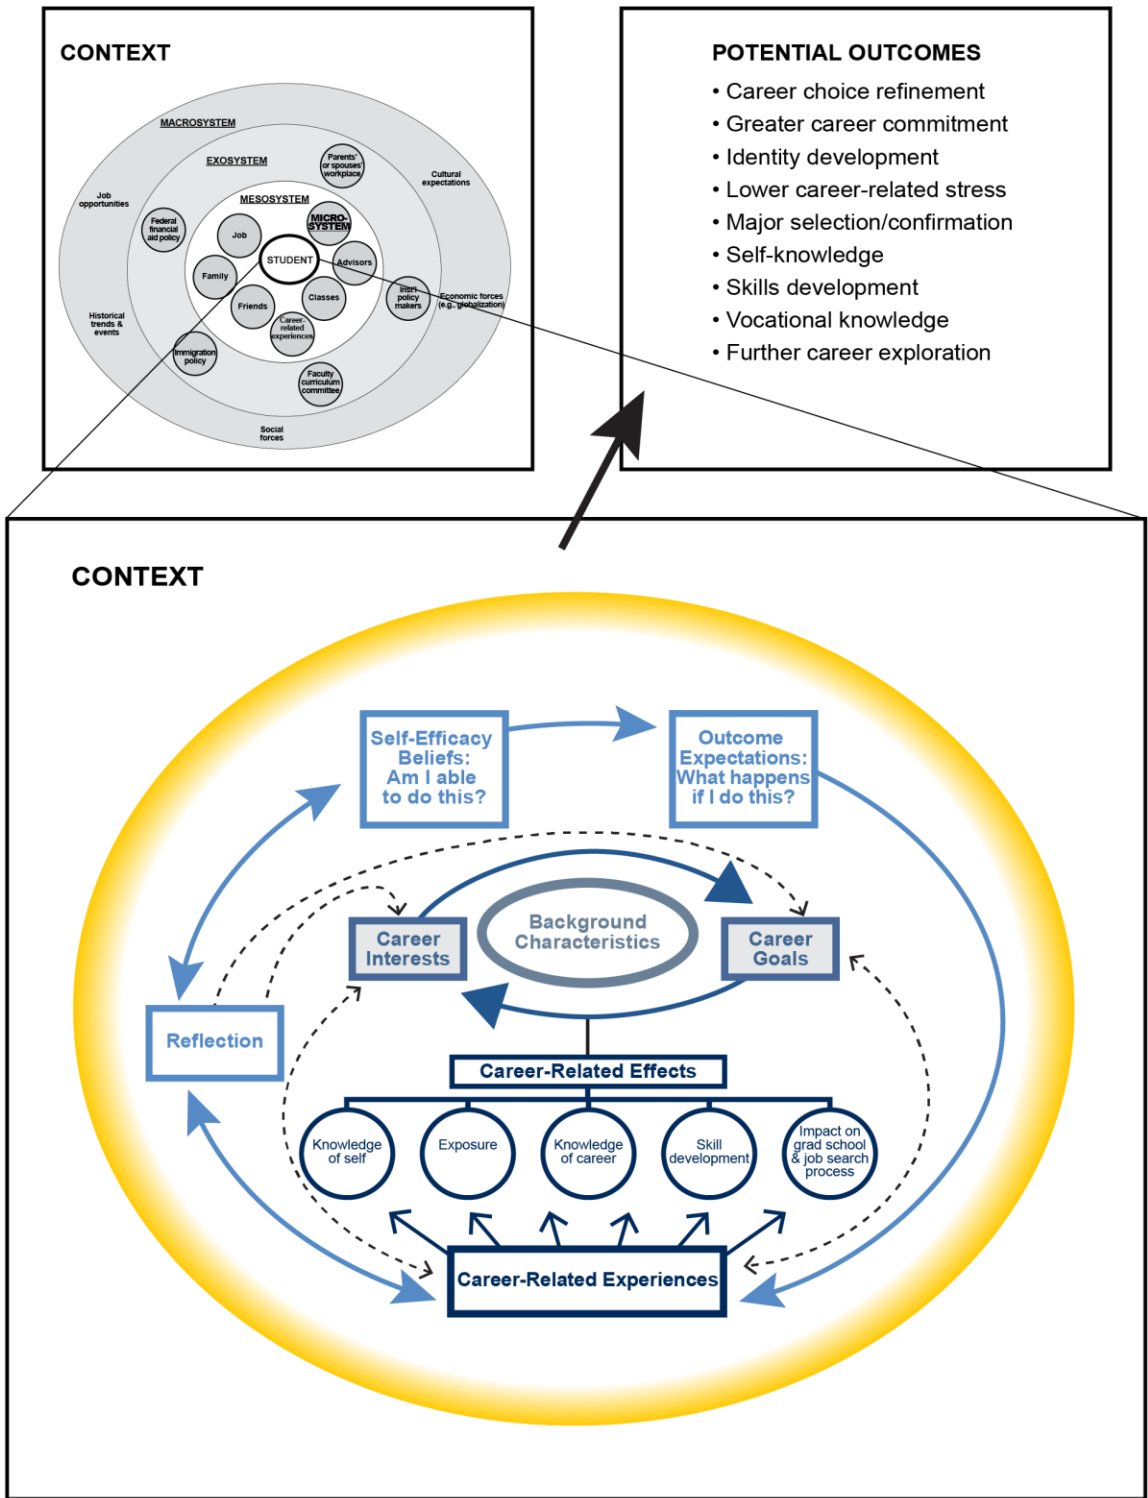 CONTEXT
MACROSYSTEM
EXOSYSTEM
Parents'
or spouses'
workplace
Cultural
expectations
Job
opportunities
MESOSYSTEM
Federal
financial
aid policy
Job
MICRO-
SYSTEM
STUDENT
Advisors
Family
Friends
Classes
Inst'l
policy
makers
Economic forces
(e.g., globalization)
Historical
trends &
events
Career-
related
experiences
Immigration
policy
Faculty
curriculum
committee
Social
forces
POTENTIAL OUTCOMES
• Career choice refinement
• Greater career commitment
• Identity development
• Lower career-related stress
• Major selection/confirmation
• Self-knowledge
• Skills development
• Vocational knowledge
• Further career exploration
CONTEXT
Self-Efficacy
Beliefs:
Am I able
to do this?
Outcome
Expectations:
What happens
if I do this?
Background
Characteristics
Career
Interests
Career
Goals
Reflection
Career-Related Effects
Knowledge
of self
Exposure
Knowledge
of career
Skill
development
Impact on
grad school
& job search
process
Career-Related Experiences